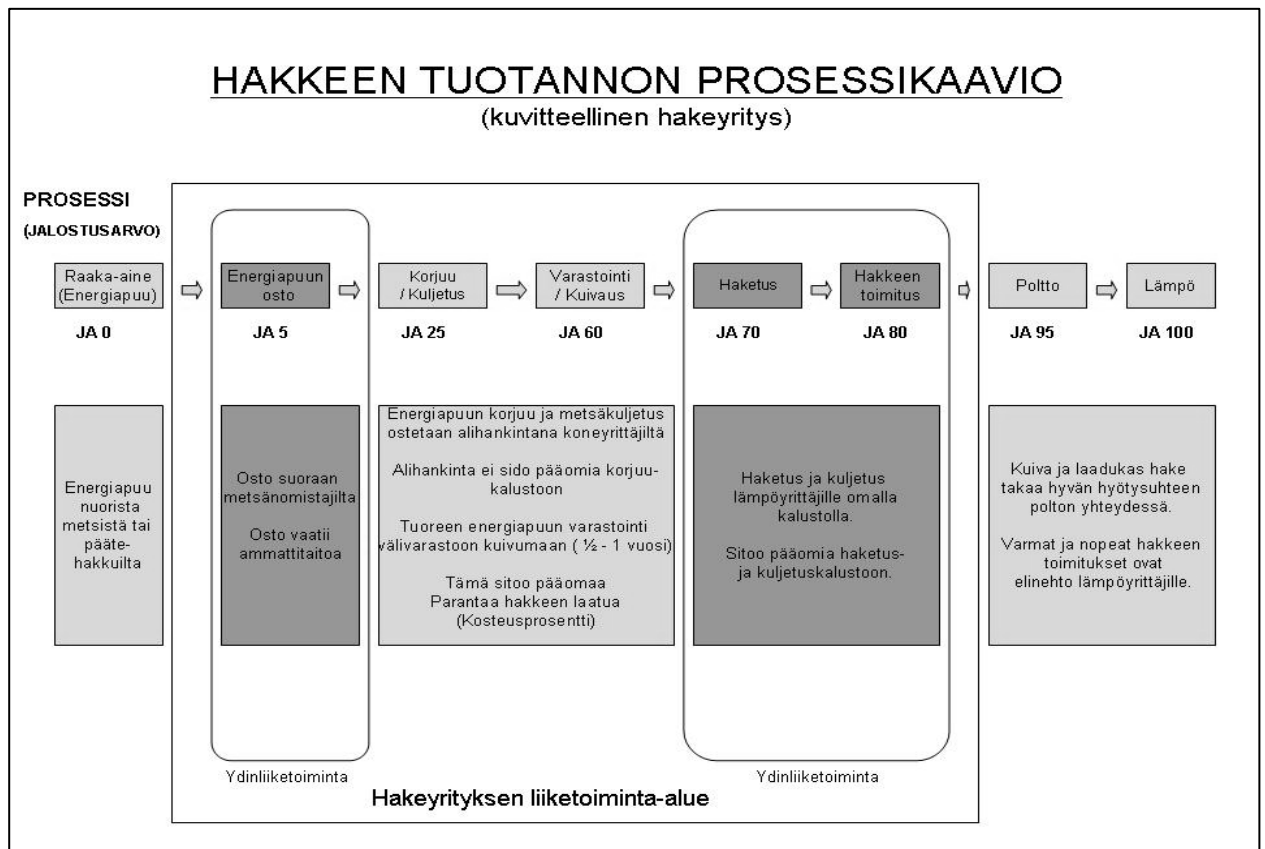 HAKKEEN TUOTANNON PROSESSIKAAVIO
(kuvitteellinen hakeyritys)
PROSESSI
(JALOSTUSARVO)
Raaka-aine
(Energiapuu)
Energiapuun
osto
Korjuu
/ Kuljetus
Varastointi
/ Kuivaus
Haketus
Hakkeen
toimitus
Poltto
Lämpö
JA 0
JA 5
JA 25
JA 60
JA 70
JA 80
JA 95
JA 100
Energiapuu
nuorista
metsistä tai
pääte-
hakkuilta
Osto suoraan
metsänomistajilta
Osto vaatii
ammattitaitoa
Energiapuun korjuu ja metsäkuljetus
ostetaan alihankintana koneyrittäjiltä
Alihankinta ei sido pääomia korjuu-
kalustoon
Tuoreen energiapuun varastointi
välivarastoon kuivumaan ( ½ - 1 vuosi)
Tämä sitoo pääomaa
Parantaa hakkeen laatua
(Kosteusprosentti)
Haketus ja kuljetus
lämpöyrittäjille omalla
kalustolla.
Sitoo pääomia haketus-
ja kuljetuskalustoon.
Kuiva ja laadukas hake
takaa hyvän hyötysuhteen
polton yhteydessä.
Varmat ja nopeat hakkeen
toimitukset ovat
elinehto lämpöyrittäjille.
Ydinliiketoiminta
Ydinliiketoiminta
Hakeyrityksen liiketoiminta-alue